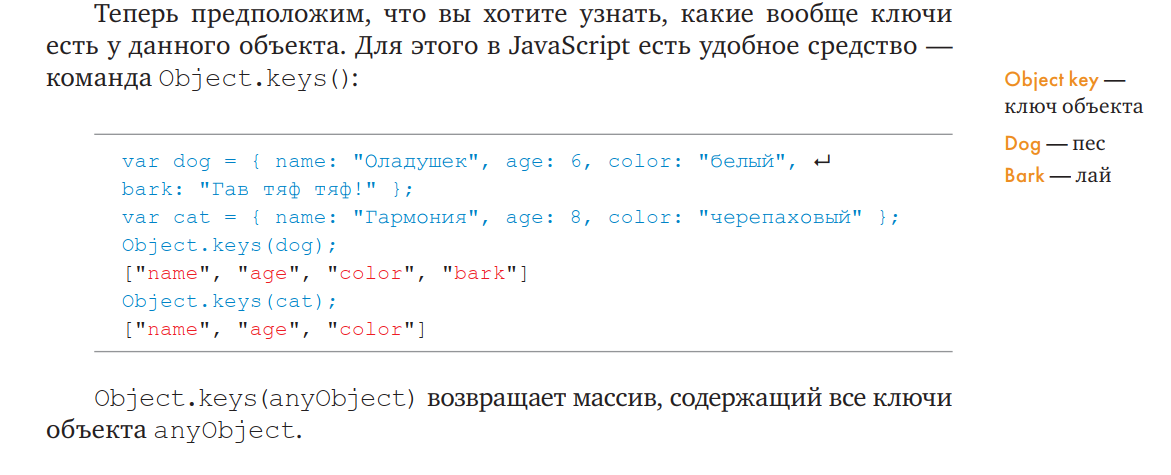 Теперь предположим, что вы хотите узнать, какие вообще ключи
есть у данного объекта. Для этого в JavaScript есть удобное средство —
команда Object.keys():
Object key —
ключ объекта
Dog — пес
Bark — лай
var dog = { name: "Оладушек", age: 6, color: "белый", ↵
bark: "Гав тяф тяф!" };
var cat = { name: "Гармония", age: 8, color: "черепаховый" };
Object.keys(dog);
["name", "age", "color", "bark"]
Object.keys(cat);
["name", "age", "color"]
Object.keys(anyObject) возвращает массив, содержащий все ключи
объекта anyObject.